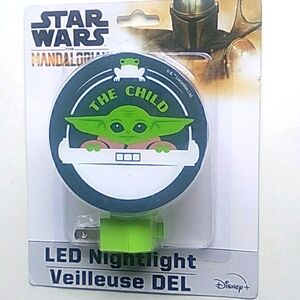 STAR
WARS
THE
MANDALORIAN
THE CHILD
LED Nightlight
Veilleuse DEL
Disney+